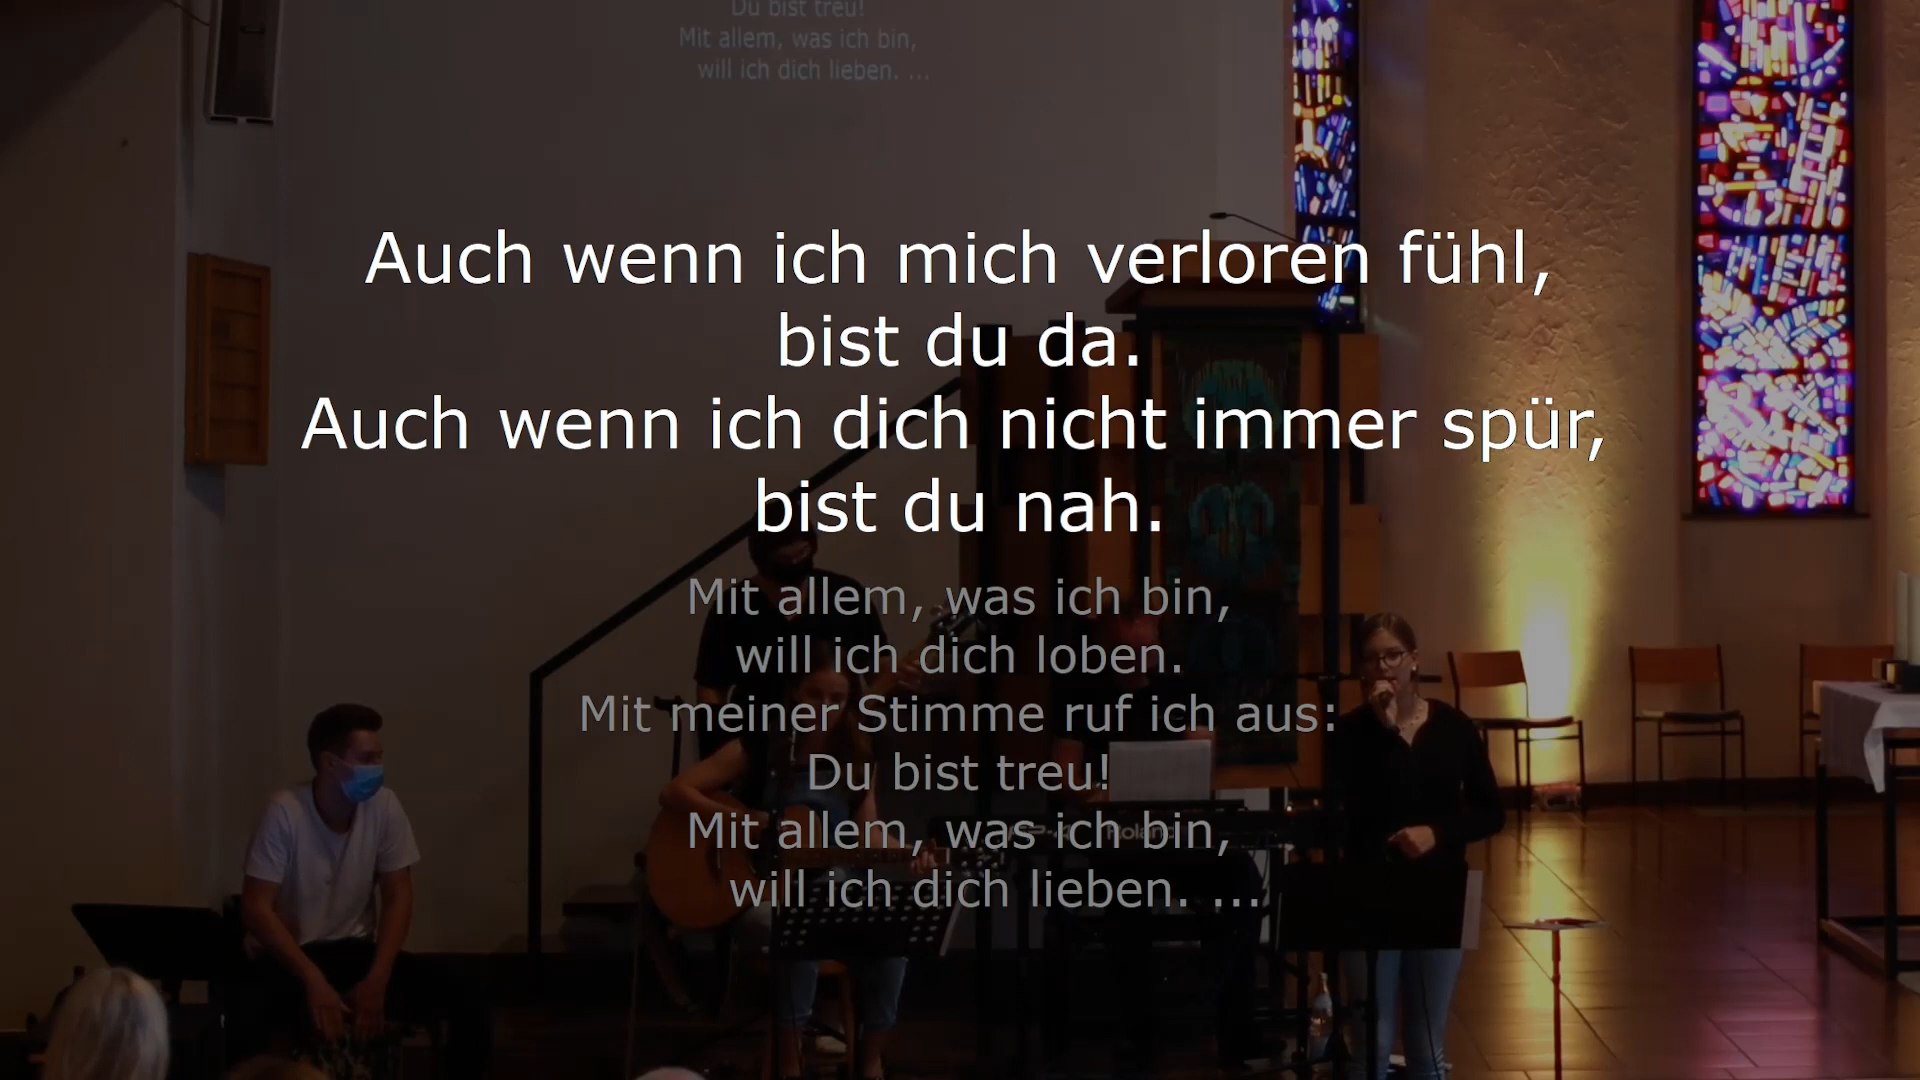 Du bist treu!
Mit allem, was ich bin,
will ich dich lieben. ...
Auch wenn ich mich verloren fühl,
bist du da.
Auch wenn ich dich nicht immer spür,
bist du nah.
Mit allem, was ich bin,
will ich dich loben.
Mit meiner Stimme ruf ich aus:
Du bist treu!
Mit allem, was ich bin,
will ich dich lieben. ...
Roland